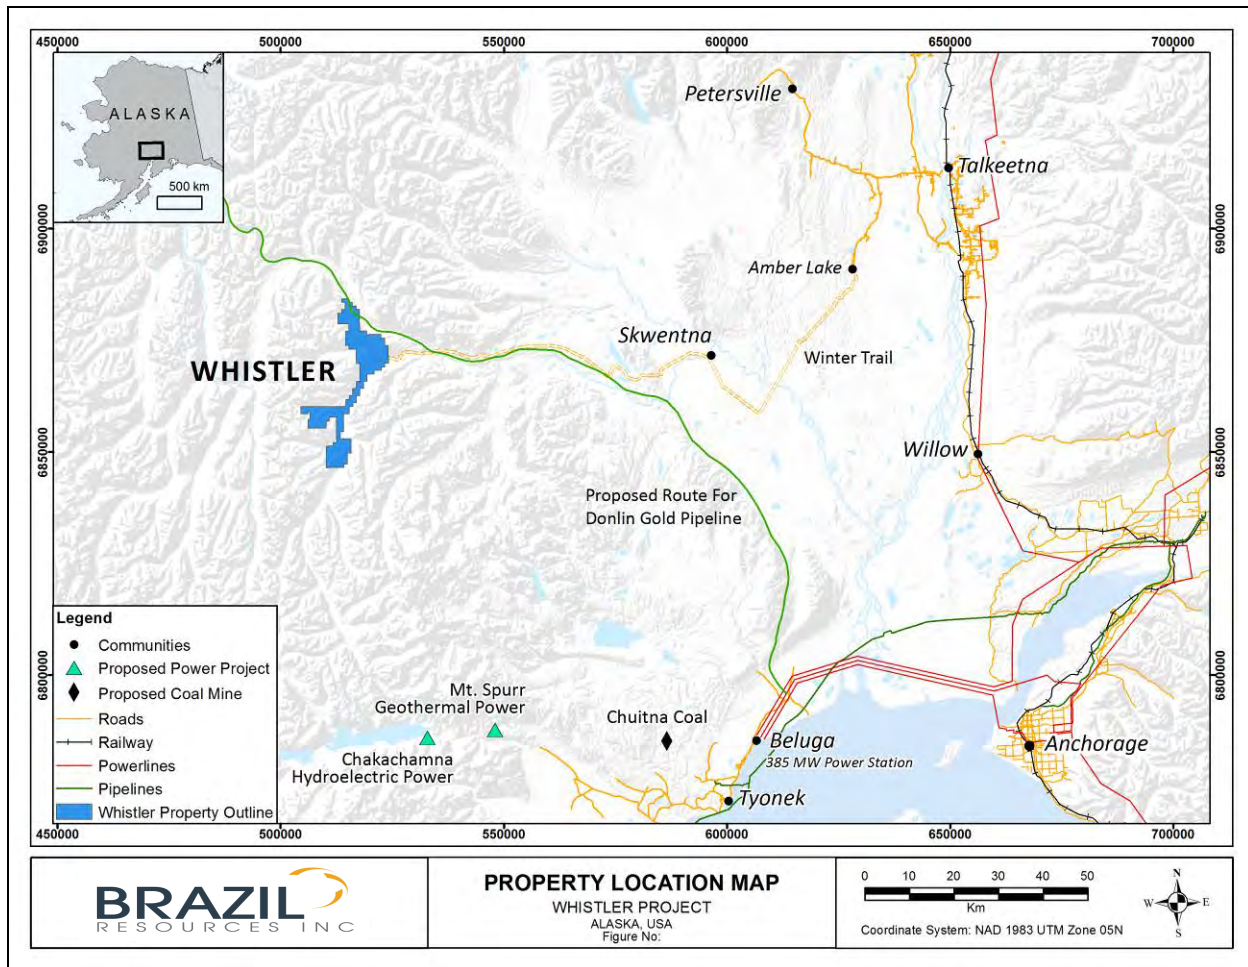 450000 500000 550000 600000 650000 700000
ALASKA
500 km
Petersville
Talkeetna
6900000
6900000
Amber Lake
Skwentna
Winter Trail
WHISTLER
Willow
6850000
6850000
Proposed Route For
Donlin Gold Pipeline
Legend
Communities
Proposed Power Project
Proposed Coal Mine
Roads
Railway
Powerlines
Pipelines
Whistler Property Outline
6800000
6800000
Mt. Spurr
Geothermal Power
Chuitna Coal
Chakachamna
Hydroelectric Power
Beluga
385 MW Power Station
Anchorage
Tyonek
450000 500000 550000 600000 650000 700000
BRAZIL
RESOURCES INC
PROPERTY LOCATION MAP
WHISTLER PROJECT
ALASKA, USA
Figure No:
0 10 20 30 40 50
Km
Coordinate System: NAD 1983 UTM Zone 05N
N
W E
S